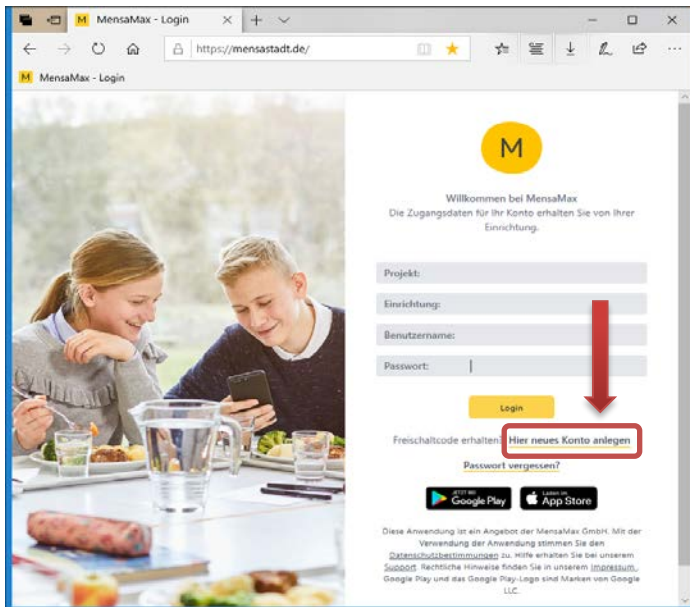 MensaMax - Login
https://mensastadt.de/
M MensaMax - Login
M
Willkommen bei MensaMax
Die Zugangsdaten für Ihr Konto erhalten Sie von Ihrer
Einrichtung.
Projekt:
Einrichtung:
Benutzername:
Passwort:
Login
Freischaltcode erhalten? Hier neues Konto anlegen
Passwort vergessen?
JETZT BEI
Google Play
Laden im
App Store
Diese Anwendung ist ein Angebot der MensaMax GmbH. Mit der
Verwendung der Anwendung stimmen Sie den
Datenschutzbestimmungen zu. Hilfe erhalten Sie bei unserem
Support. Rechtliche Hinweise finden Sie in unserem Impressum.
Google Play und das Google Play-Logo sind Marken von Google
LLC.